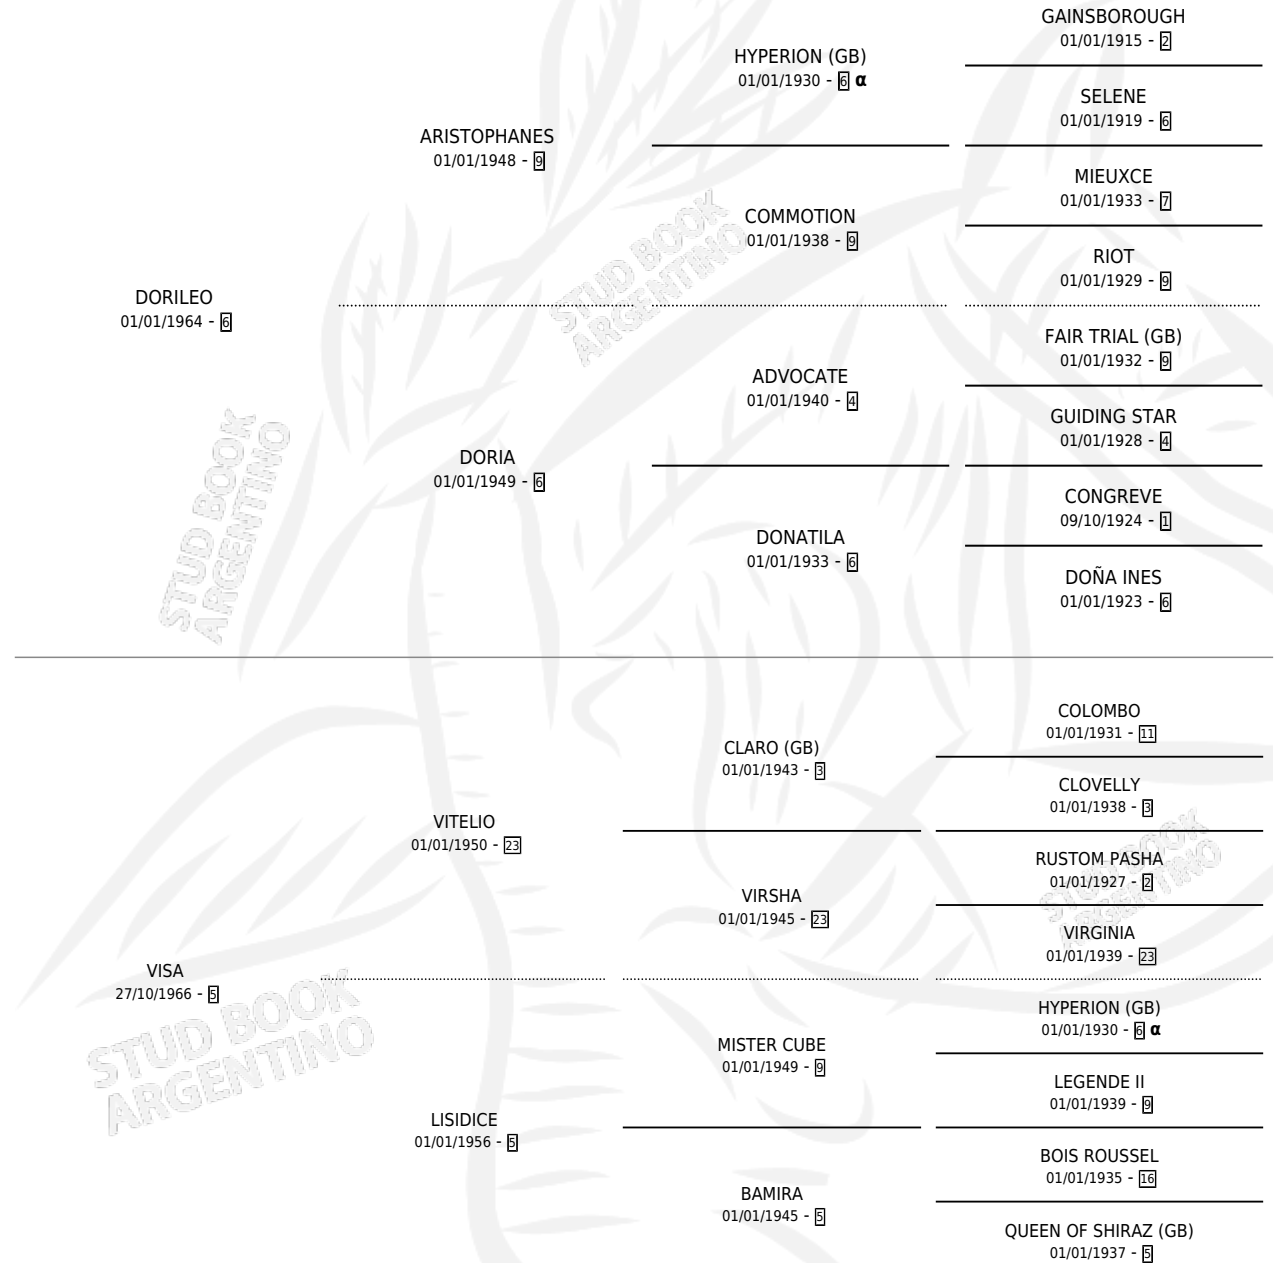 GAINSBOROUGH
01/01/1915 - 2
HYPERION (GB)
01/01/1930 - 6 α
SELENE
01/01/1919 - 6
ARISTOPHANES
01/01/1948 - 9
MIEUXCE
01/01/1933 - 7
COMMOTION
01/01/1938 - 9
RIOT
01/01/1929 - 9
DORILEO
01/01/1964 - 6
FAIR TRIAL (GB)
01/01/1932 - 9
ADVOCATE
01/01/1940 - 4
GUIDING STAR
01/01/1928 - 4
DORIA
01/01/1949 - 6
CONGREVE
09/10/1924 - 1
DONATILA
01/01/1933 - 6
DOÑA INES
01/01/1923 - 6
COLOMBO
01/01/1931 - 11
CLARO (GB)
01/01/1943 - 3
CLOVELLY
01/01/1938 - 3
VITELIO
01/01/1950 - 23
RUSTOM PASHA
01/01/1927 - 2
VIRSHA
01/01/1945 - 23
VIRGINIA
01/01/1939 - 23
VISA
27/10/1966 - 5
HYPERION (GB)
01/01/1930 - 6 α
MISTER CUBE
01/01/1949 - 9
LEGENDE II
01/01/1939 - 9
LISIDICE
01/01/1956 - 5
BOIS ROUSSEL
01/01/1935 - 16
BAMIRA
01/01/1945 - 5
QUEEN OF SHIRAZ (GB)
01/01/1937 - 5
STUD BOOK
ARGENTINO
STUD BOOK
ARGENTINO
STUD BOOK
ARGENTINO
STUD BOOK
ARGENTINO